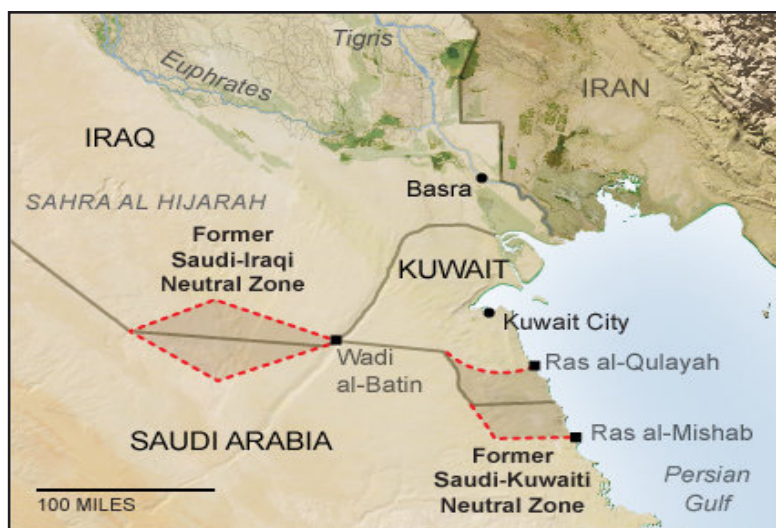 Tigris
Euphrates
IRAN
IRAQ
Basra
SAHRA AL HIJARAH
Former
Saudi-Iraqi
Neutral Zone
KUWAIT
Kuwait City
Wadi
al-Batin
Ras al-Qulayah
SAUDI ARABIA
Ras al-Mishab
Former
Saudi-Kuwaiti
Neutral Zone
Persian
Gulf
100 MILES